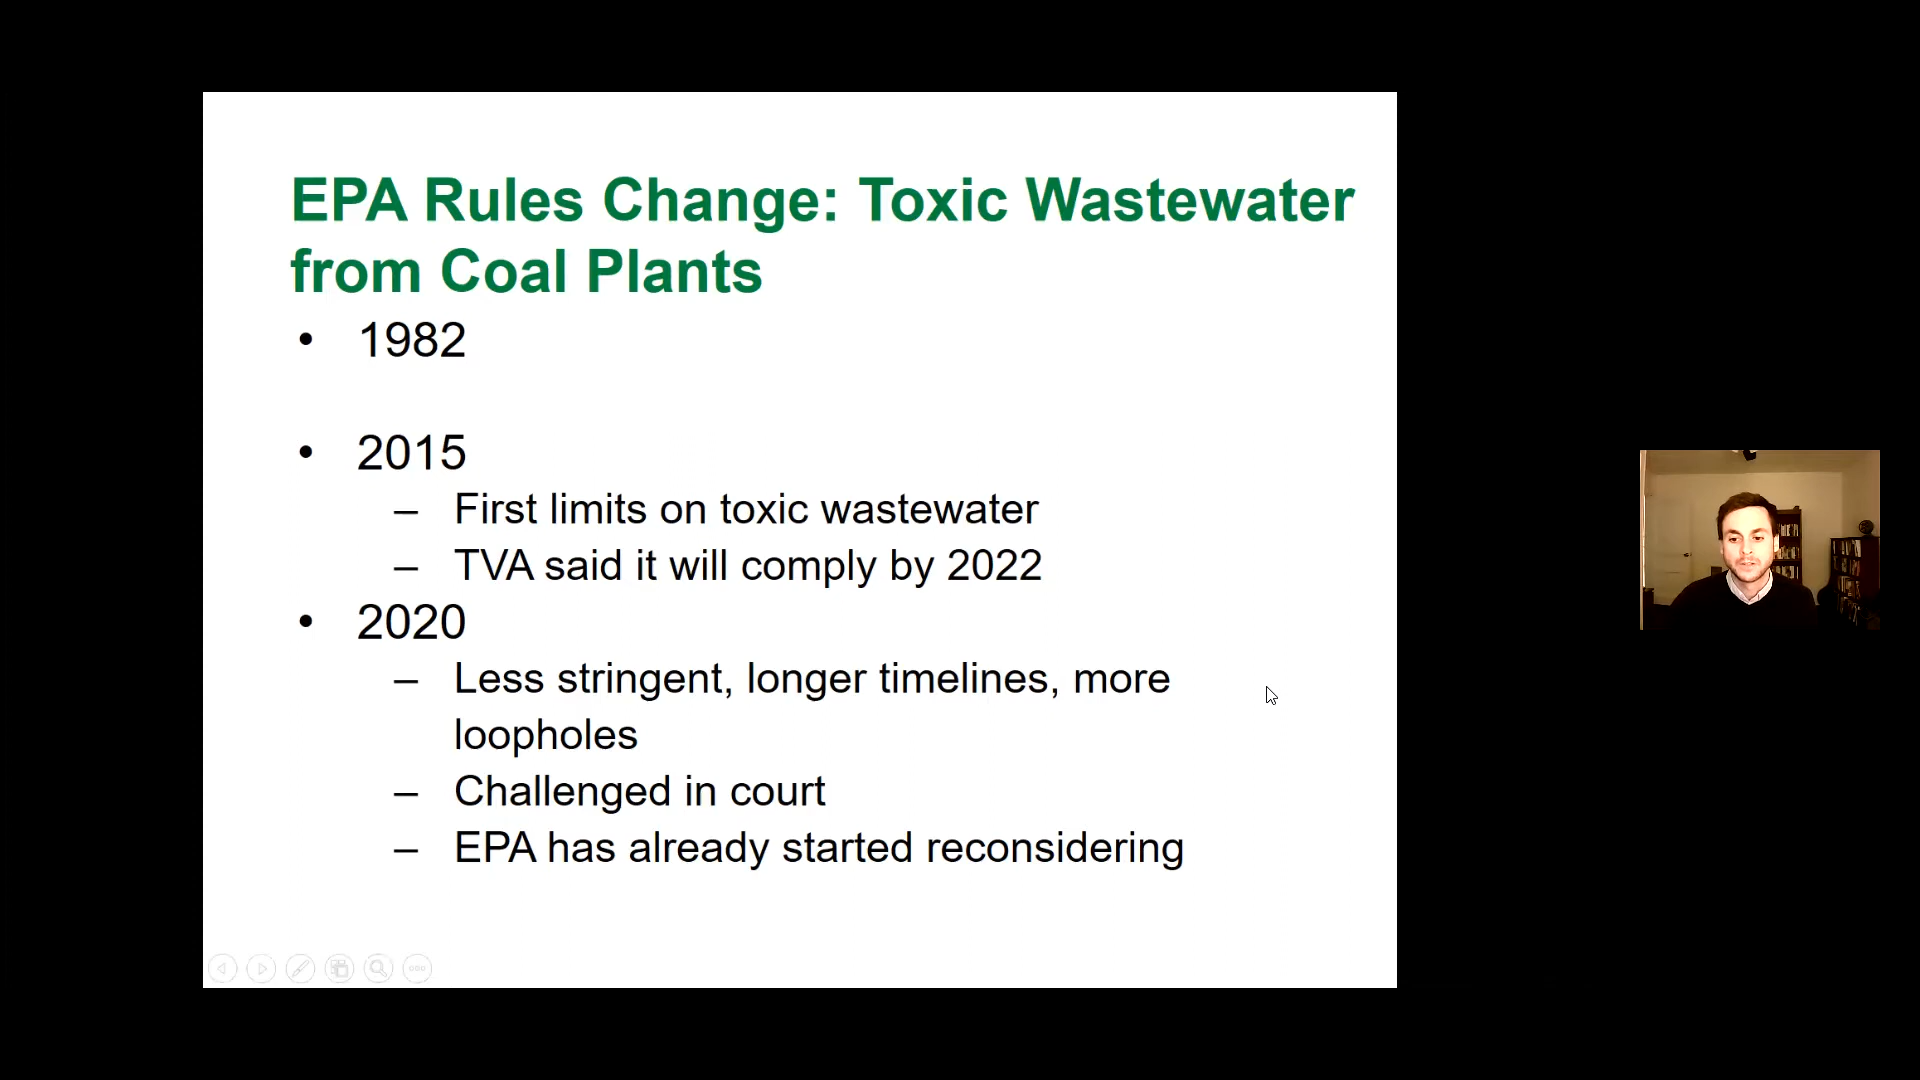 EPA Rules Change: Toxic Wastewater
from Coal Plants
• 1982
• 2015
– First limits on toxic wastewater
– TVA said it will comply by 2022
• 2020
– Less stringent, longer timelines, more
loopholes
– Challenged in court
– EPA has already started reconsidering